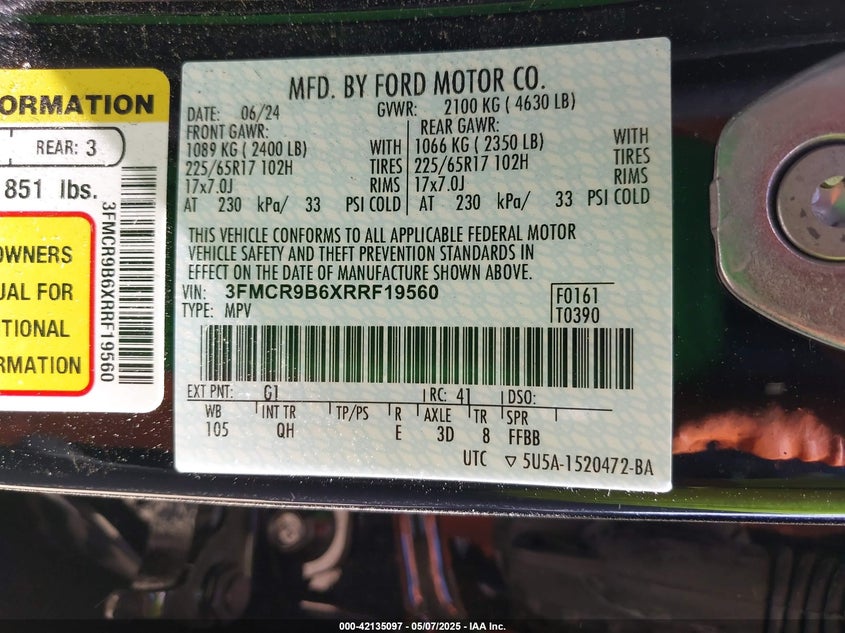 ORMATION
REAR: 3
851 lbs.
OWNERS
UAL FOR
TIONAL
RMATION
3FMCR9B6XRRF19560
MFD. BY FORD MOTOR CO.
DATE: 06/24 GVWR: 2100 KG ( 4630 LB)
FRONT GAWR: REAR GAWR:
1089 KG ( 2400 LB) WITH 1066 KG ( 2350 LB) WITH
225/65R17 102H TIRES 225/65R17 102H TIRES
17x7.0J RIMS 17x7.0J RIMS
AT 230 kPa/ 33 PSI COLD AT 230 kPa/ 33 PSI COLD
THIS VEHICLE CONFORMS TO ALL APPLICABLE FEDERAL MOTOR
VEHICLE SAFETY AND THEFT PREVENTION STANDARDS IN
EFFECT ON THE DATE OF MANUFACTURE SHOWN ABOVE.
VIN: 3FMCR9B6XRRF19560 F0161
TYPE: MPV T0390
EXT PNT: G1 RC: 41 DSO:
WB INT TR TP/PS R AXLE TR SPR
105 QH E 3D 8 FFBB
UTC ▽ 5U5A-1520472-BA
000-42135097 - 05/07/2025 - IAA Inc.